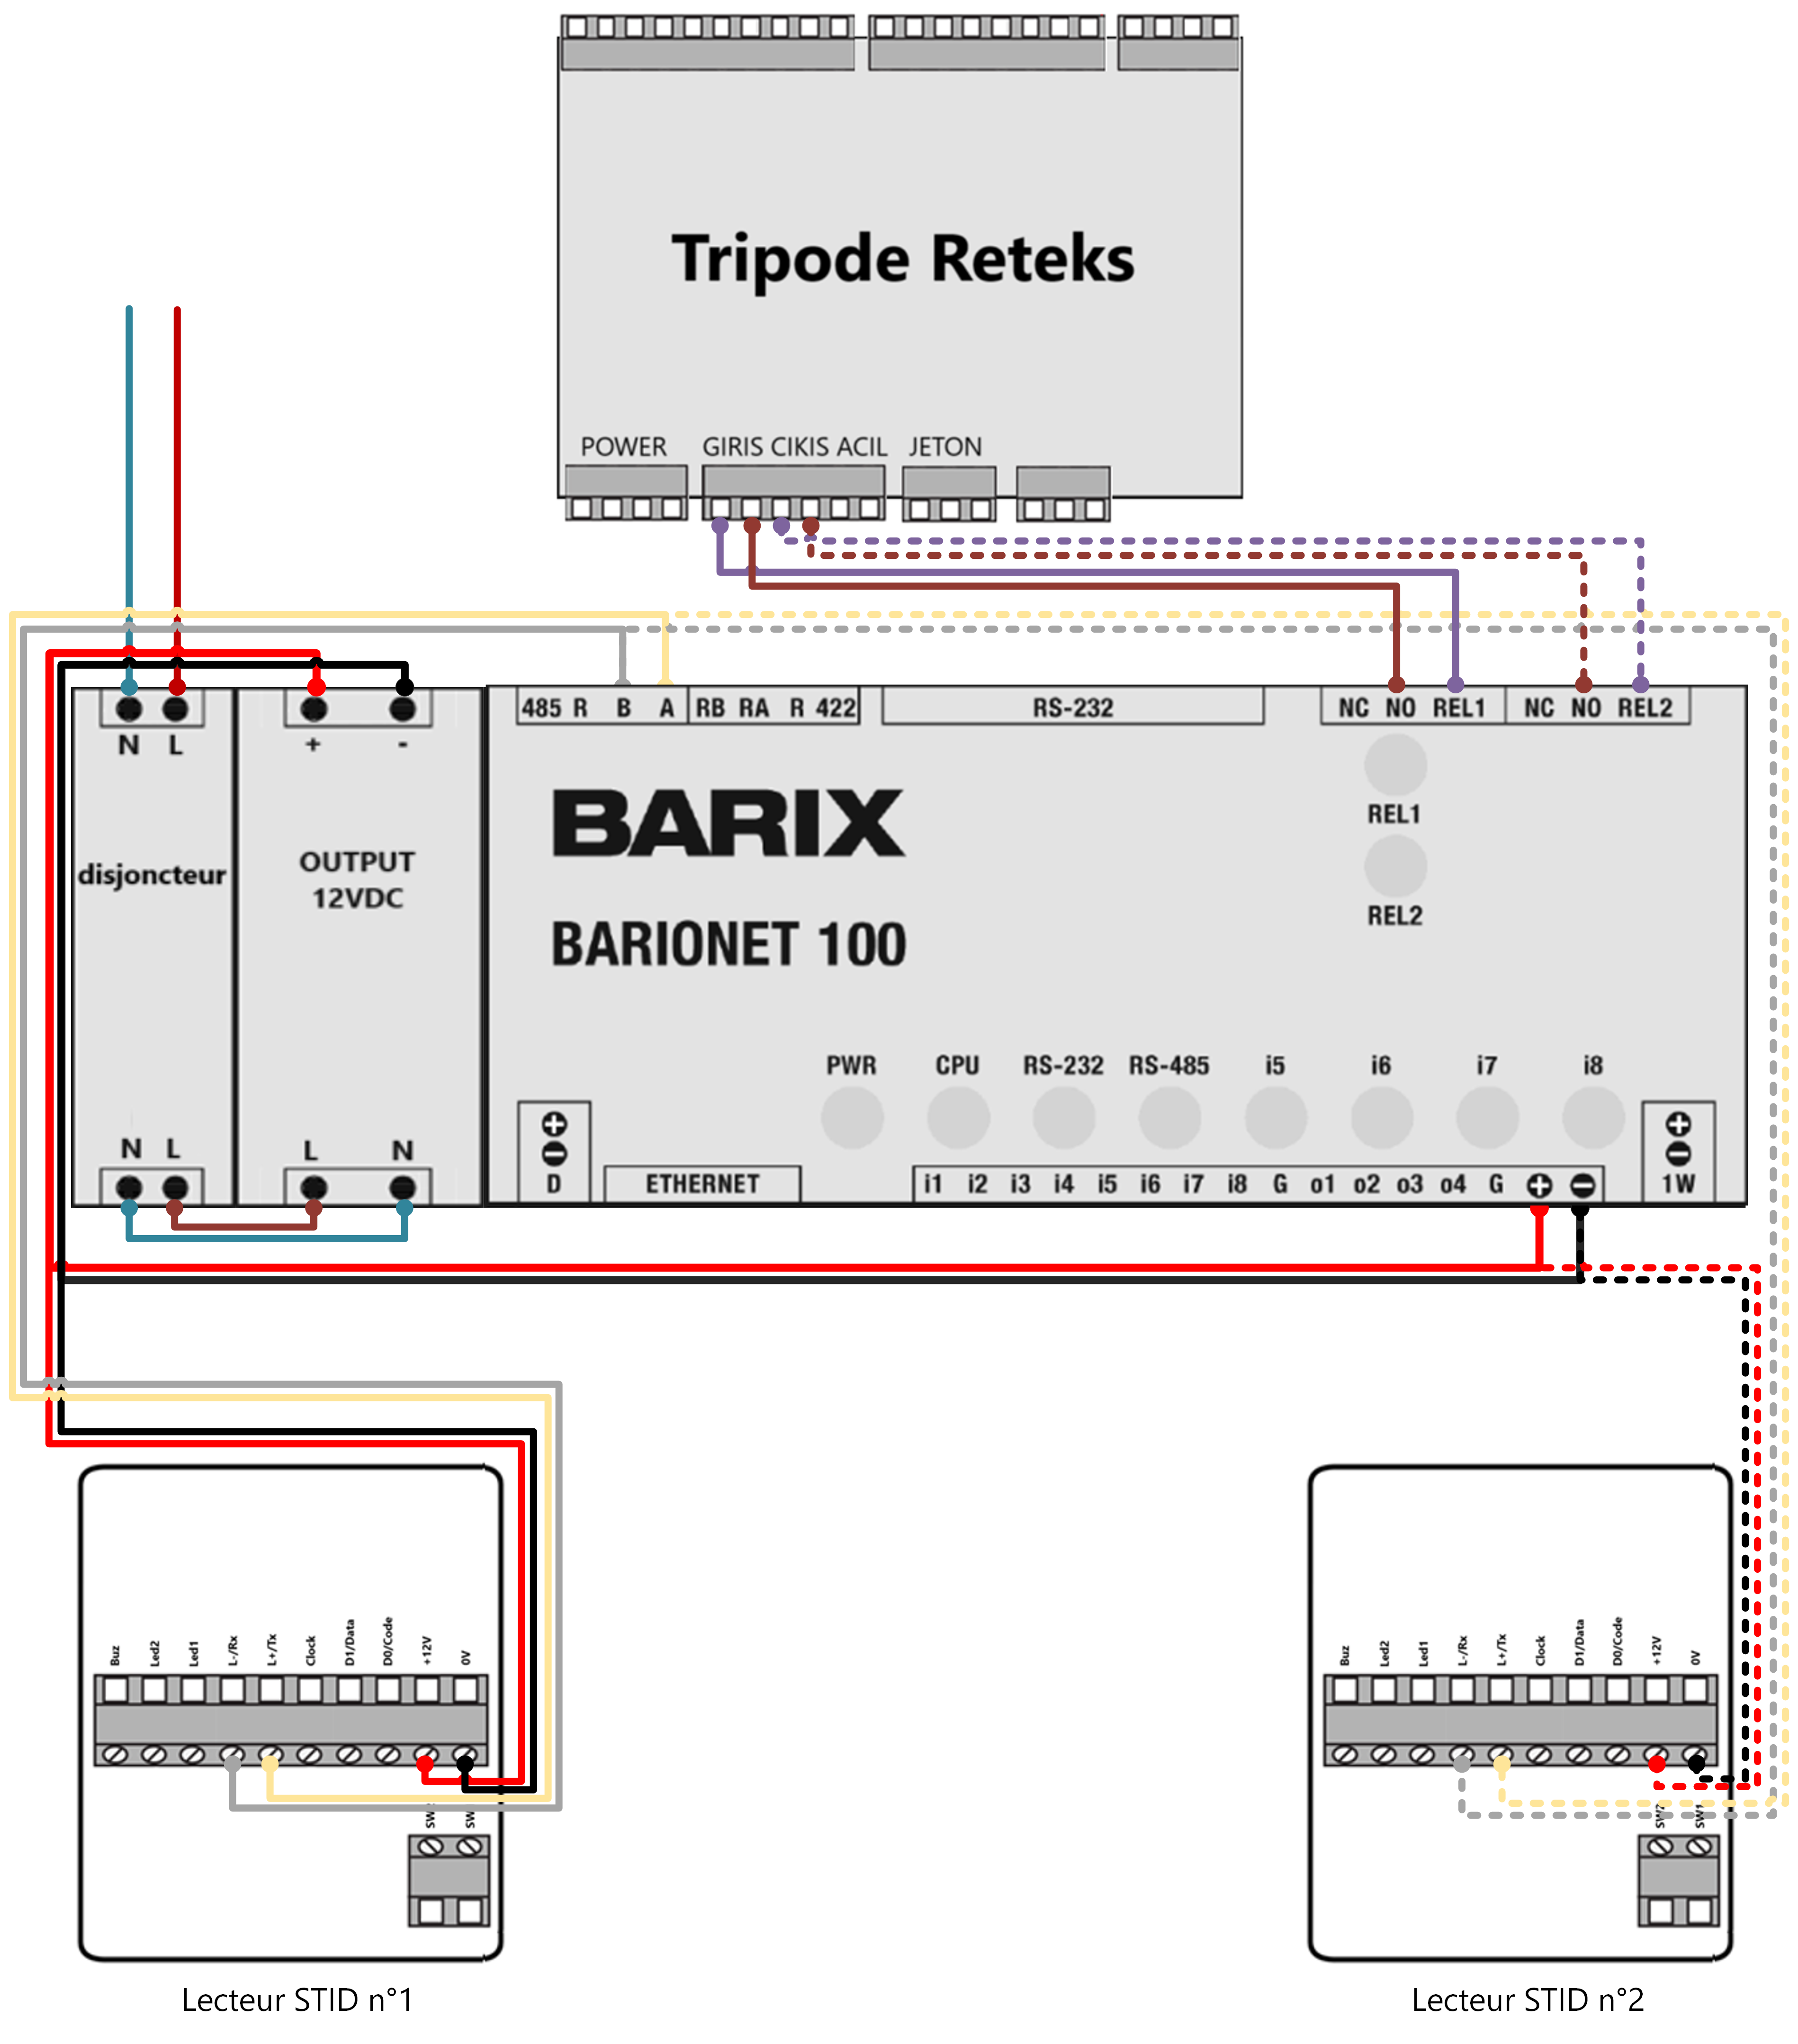 Tripode Reteks
POWER GIRIS CIKIS ACIL JETON
485 R B A RB RA R 422 RS-232 NC NO REL1 NC NO REL2
N L + -
REL1
BARIX
disjoncteur
OUTPUT
12VDC
REL2
BARIONET 100
PWR CPU RS-232 RS-485 i5 i6 i7 i8
N L L N
D ETHERNET i1 i2 i3 i4 i5 i6 i7 i8 G o1 o2 o3 o4 G 1W
Buz Led2 Led1 L-/Rx L+/Tx Clock D1/Data D0/Code +12V 0V
Buz Led2 Led1 L-/Rx L+/Tx Clock D1/Data D0/Code +12V 0V
SW2 SW1
Lecteur STID n°1
Lecteur STID n°2